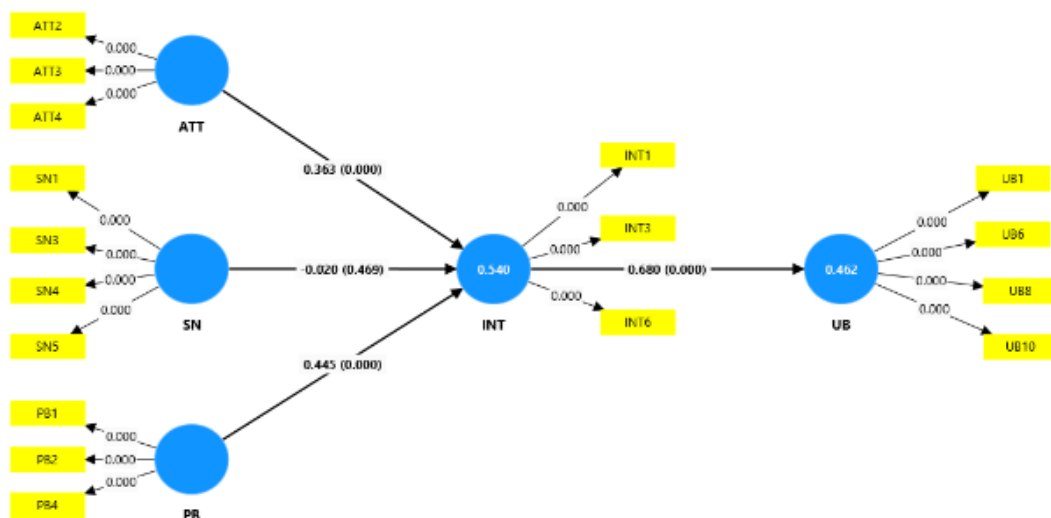 ATT2
0.000
ATT3
0.000
ATT4
0.000
ATT
0.363 (0.000)
SN1
0.000
SN3
0.000
SN4
0.000
SN5
0.000
SN
-0.020 (0.469)
PB1
0.000
PB2
0.000
PB4
0.000
PB
0.445 (0.000)
INT1
0.000
INT3
0.000
INT6
0.000
0.540
INT
0.680 (0.000)
0.462
UB
UB1
0.000
UB6
0.000
UB8
0.000
UB10
0.000